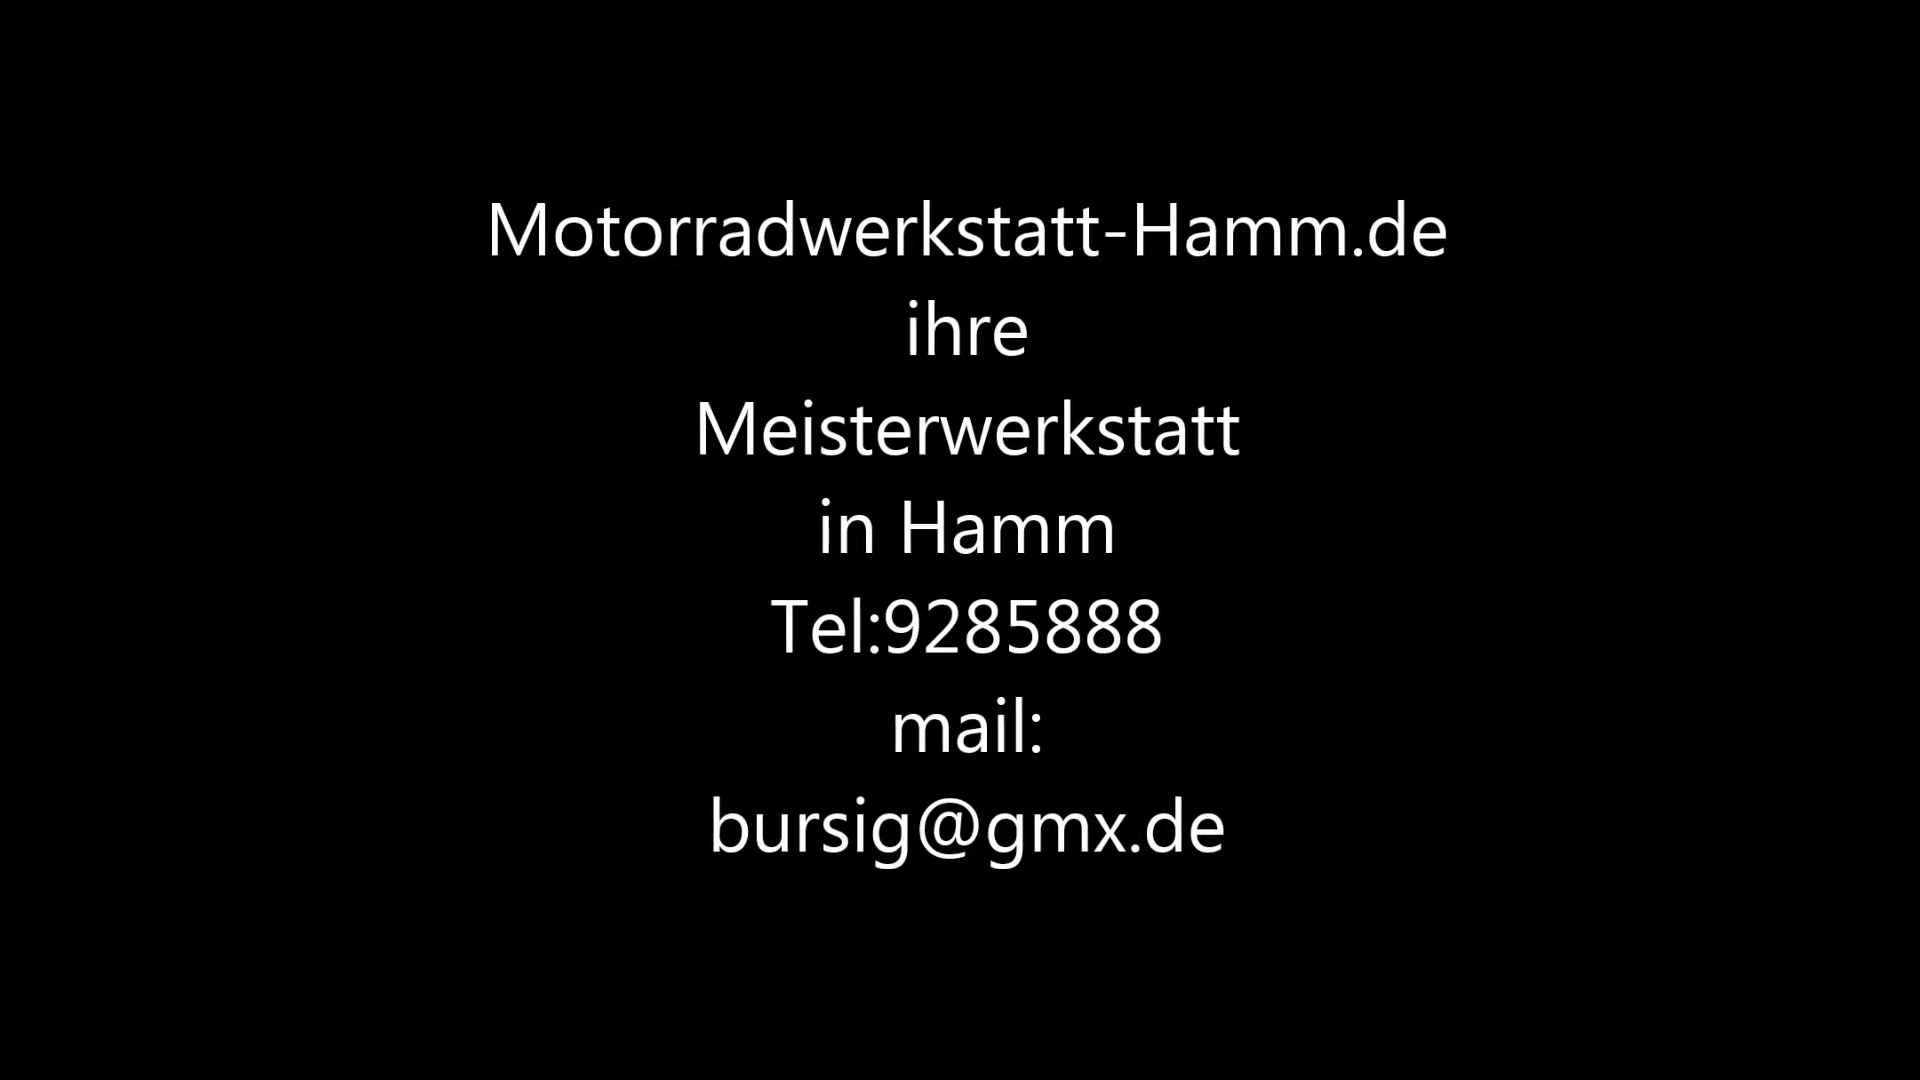 Motorradwerkstatt-Hamm.de
ihre
Meisterwerkstatt
in Hamm
Tel:9285888
mail:
bursig@gmx.de